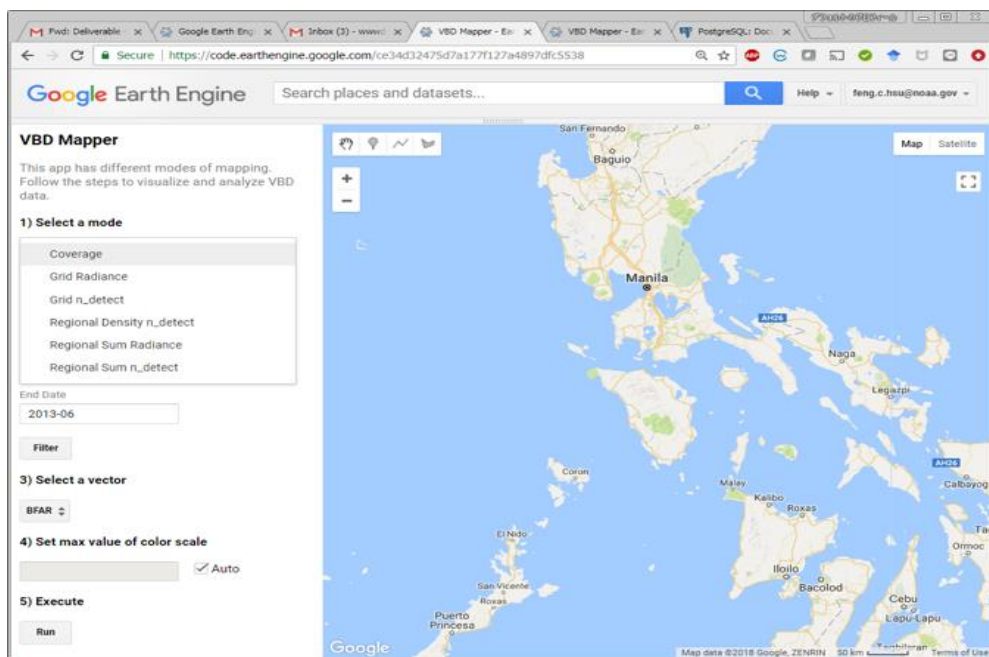 Fwd: Deliverable
Google Earth Eng
Inbox (3) - wwwd
VBD Mapper - Ea
VBD Mapper - Ear
PostgreSQL: Doc
Secure | https://code.earthengine.google.com/ce34d32475d7a177f127a4897dfc5538
Google Earth Engine
Search places and datasets...
Help
feng.c.hsu@noaa.gov
VBD Mapper
This app has different modes of mapping.
Follow the steps to visualize and analyze VBD
data.
1) Select a mode
Coverage
Grid Radiance
Grid n_detect
Regional Density n_detect
Regional Sum Radiance
Regional Sum n_detect
End Date
2013-06
Filter
3) Select a vector
BFAR
4) Set max value of color scale
Auto
5) Execute
Run
Map
Satellite
San Fernando
Baguio
Manila
AH26
Naga
Legazpi
AH26
Calbayog
Coron
Malay
Kalibo
Roxas
Ta
Ormoc
El Nido
Iloilo
Bacolod
San Vicente
Roxas
Cebu
Lapu-Lapu
Puerto
Princesa
Tagbilaran
Google
Map data ©2018 Google, ZENRIN
50 km
Terms of Use